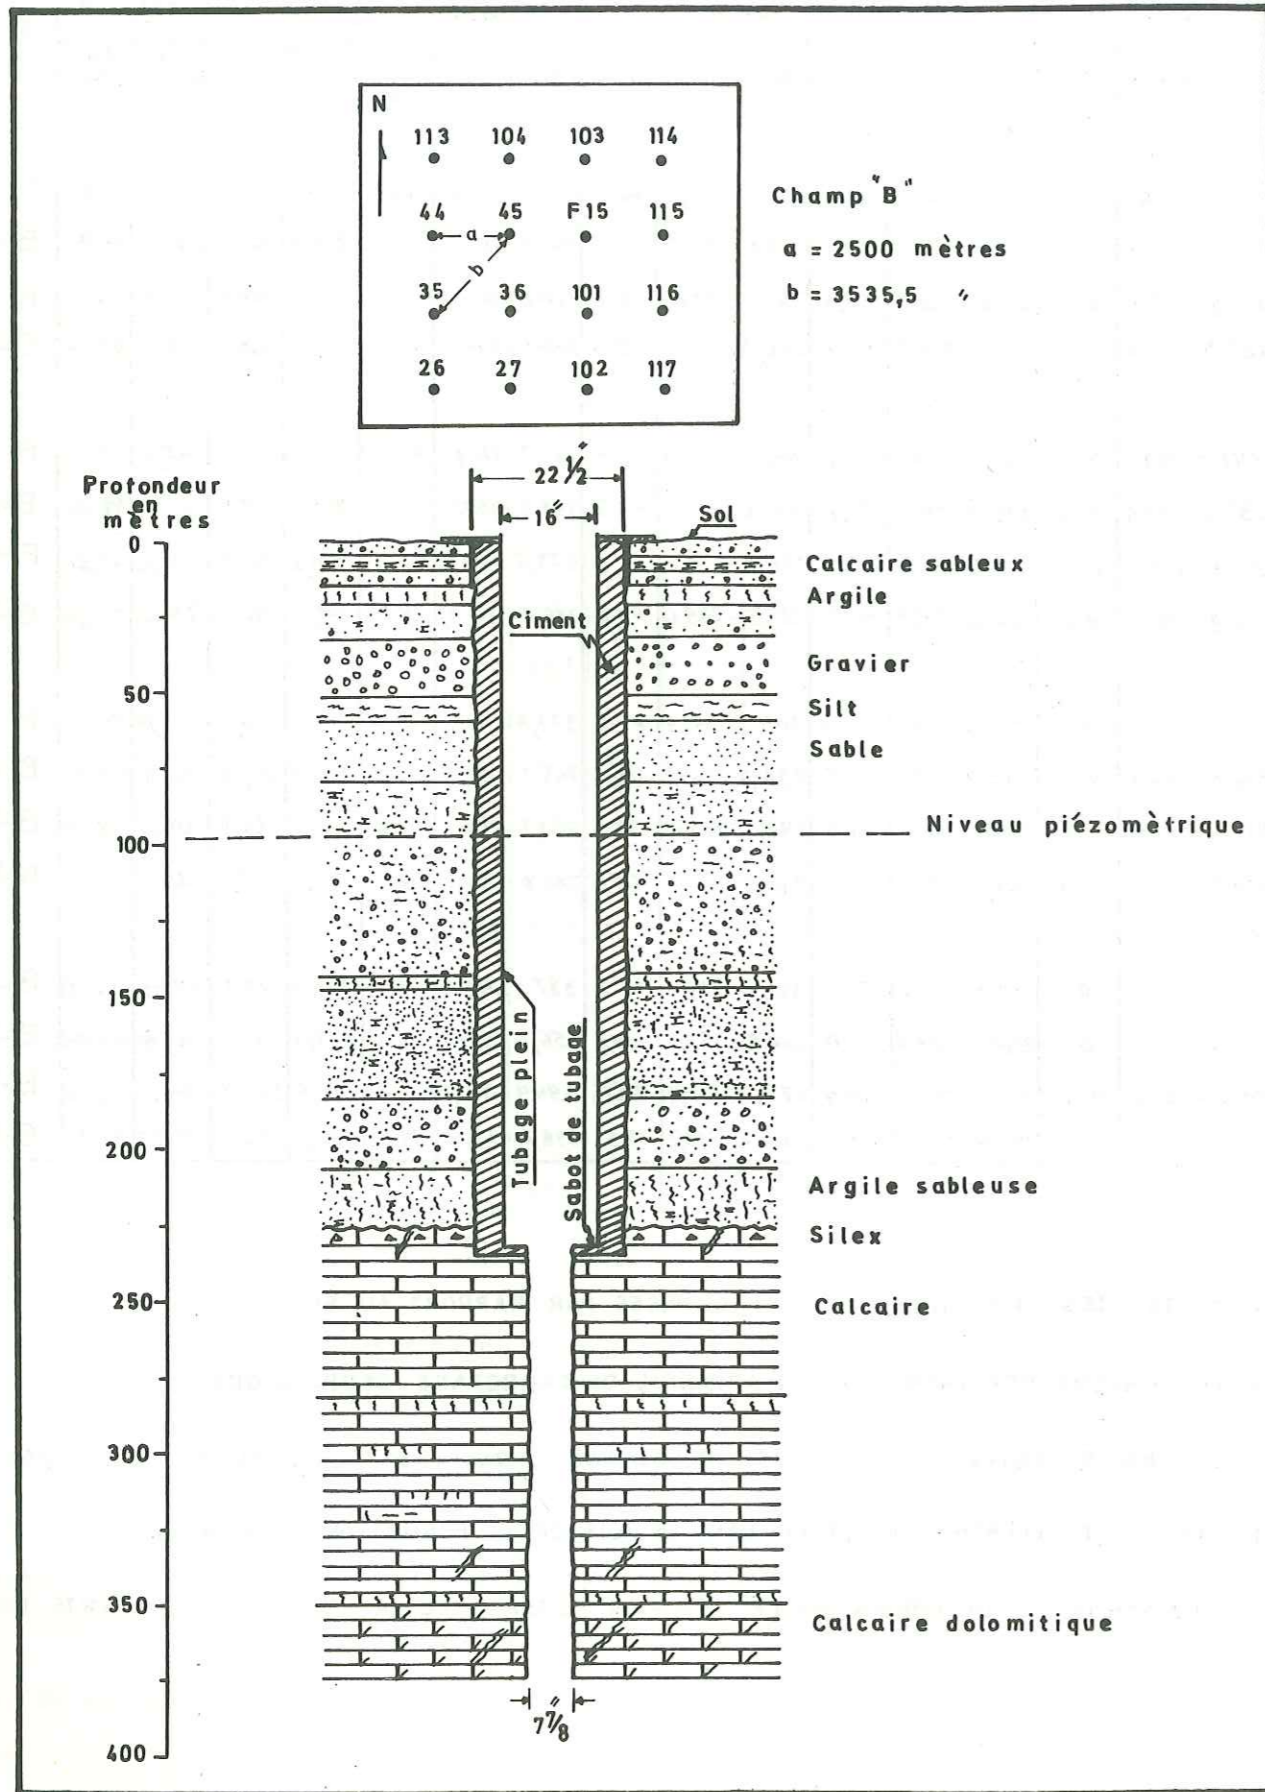 N
113 104 103 114
44 45 F15 115
a
b
35 36 101 116
26 27 102 117
Champ "B"
a = 2500 mètres
b = 3535,5 "
Profondeur
en
mètres
22 1/2"
16"
Sol
0
Calcaire sableux
Argile
Ciment
Gravier
50
Silt
Sable
Niveau piézomètrique
100
150
Tubage plein
Sabot de tubage
200
Argile sableuse
Silex
250
Calcaire
300
350
Calcaire dolomitique
7 7/8"
400